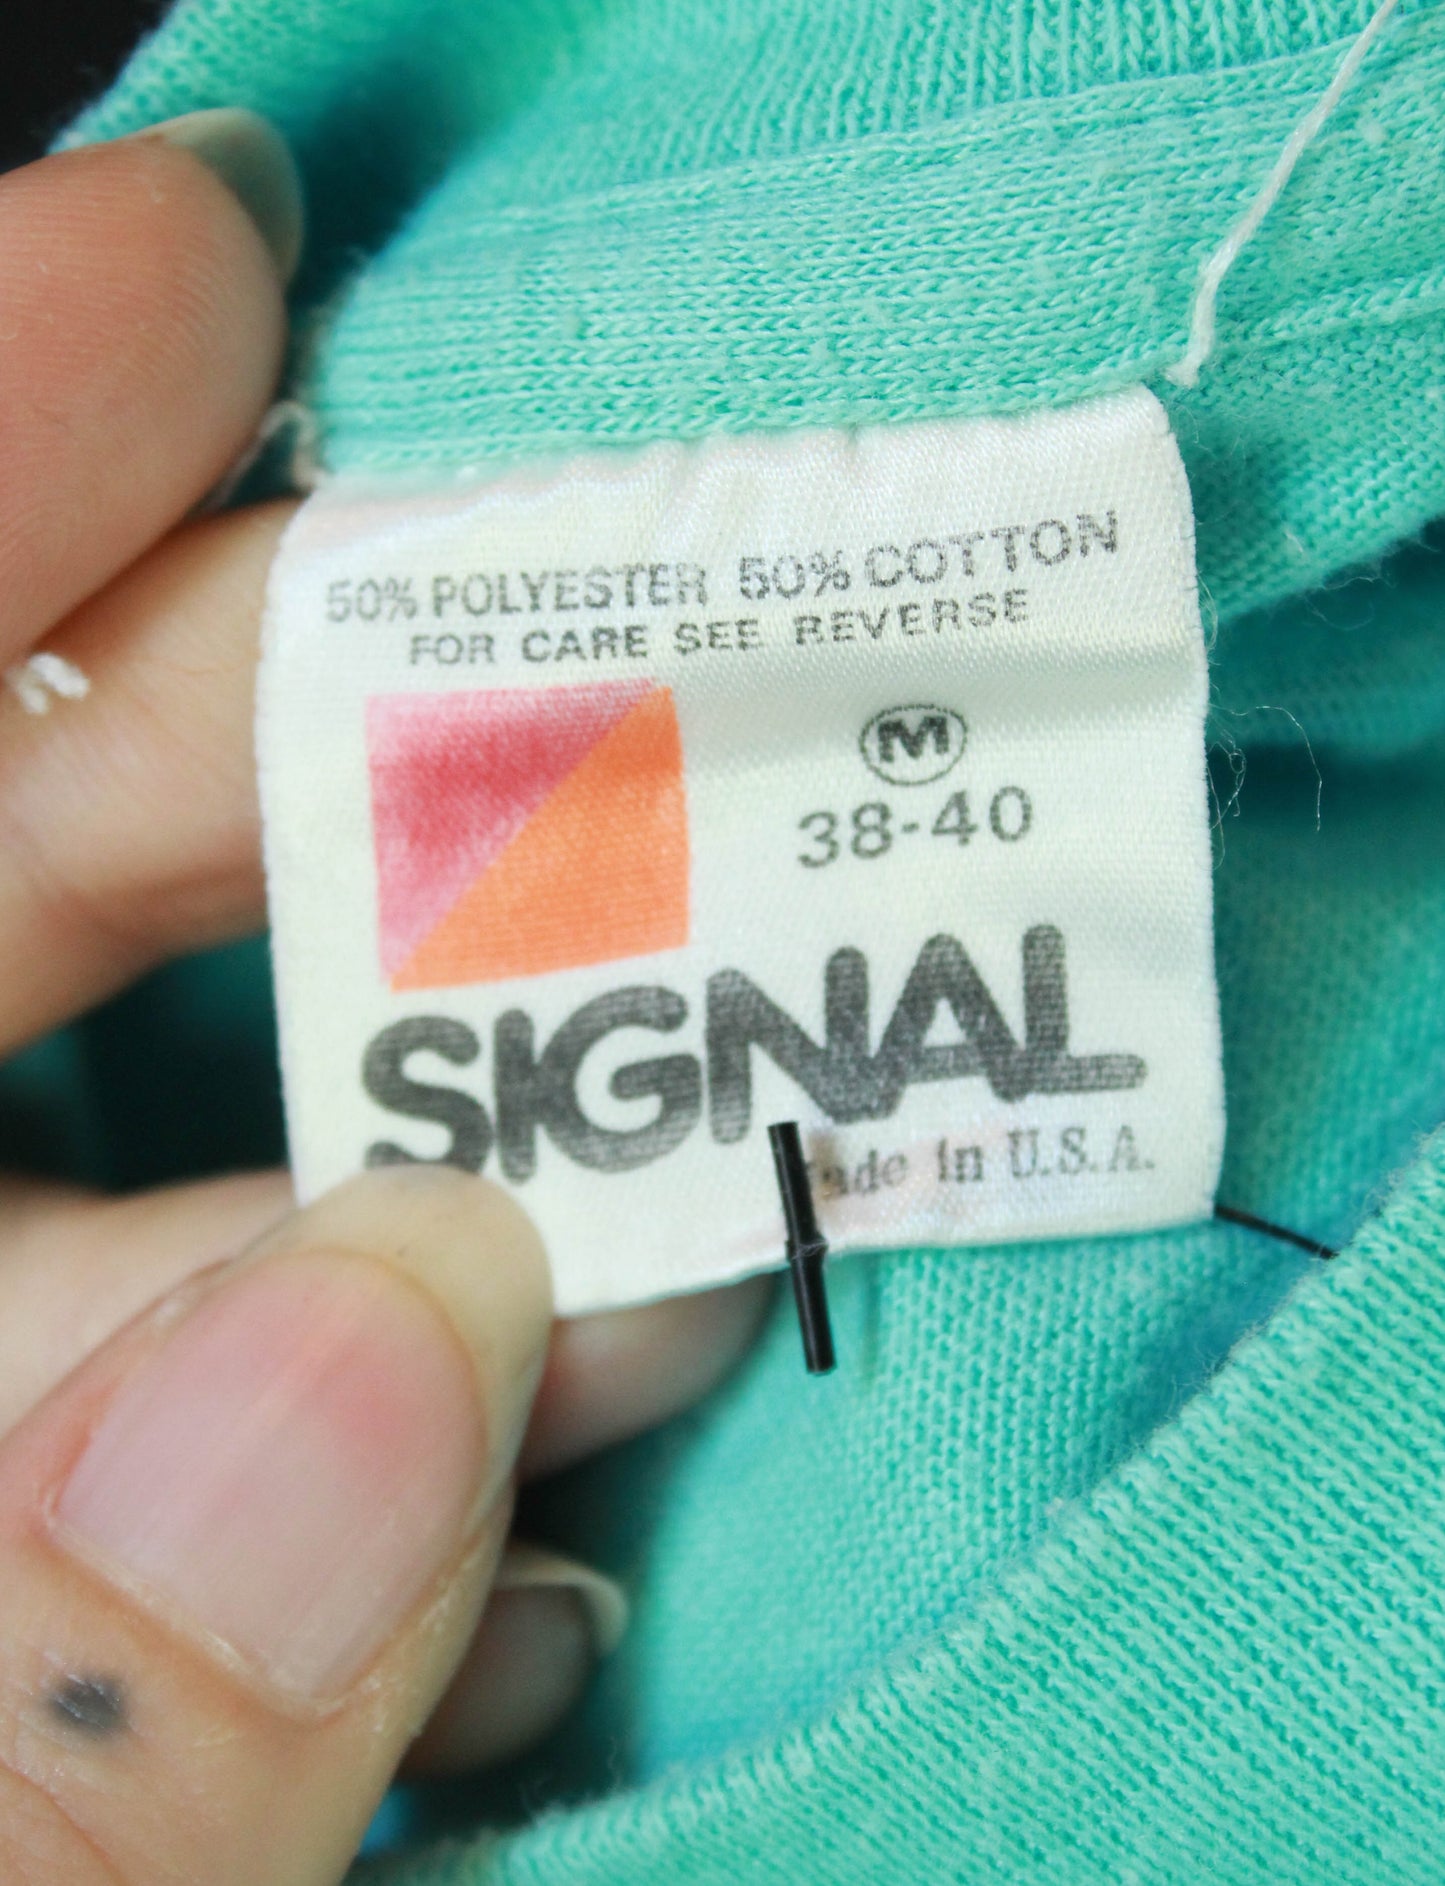 50% POLYESTER 50% COTTON
FOR CARE SEE REVERSE
M
38-40
SIGNAL
Made in U.S.A.